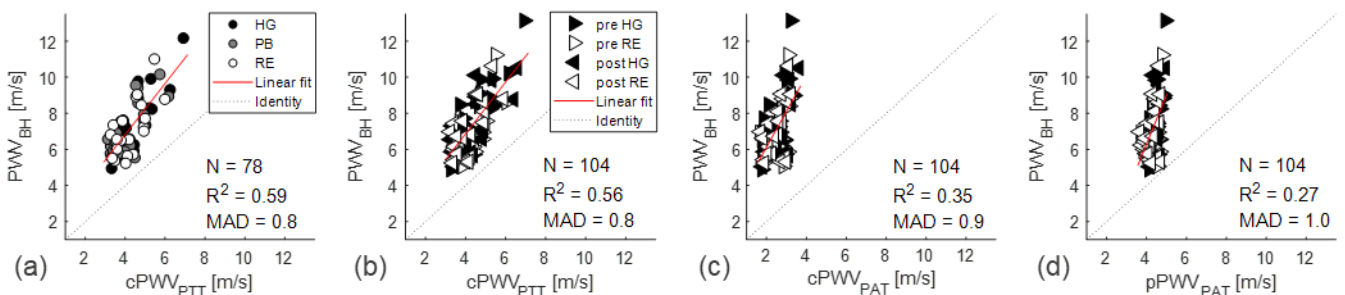 PWV_BH [m/s]
12
10
8
6
4
2
HG
PB
RE
Linear fit
Identity
N = 78
R² = 0.59
MAD = 0.8
2 4 6 8 10 12
(a) cPWV_PTT [m/s]
PWV_BH [m/s]
12
10
8
6
4
2
pre HG
pre RE
post HG
post RE
Linear fit
Identity
N = 104
R² = 0.56
MAD = 0.8
2 4 6 8 10 12
(b) cPWV_PTT [m/s]
PWV_BH [m/s]
12
10
8
6
4
2
N = 104
R² = 0.35
MAD = 0.9
2 4 6 8 10 12
(c) cPWV_PAT [m/s]
PWV_BH [m/s]
12
10
8
6
4
2
N = 104
R² = 0.27
MAD = 1.0
2 4 6 8 10 12
(d) pPWV_PAT [m/s]